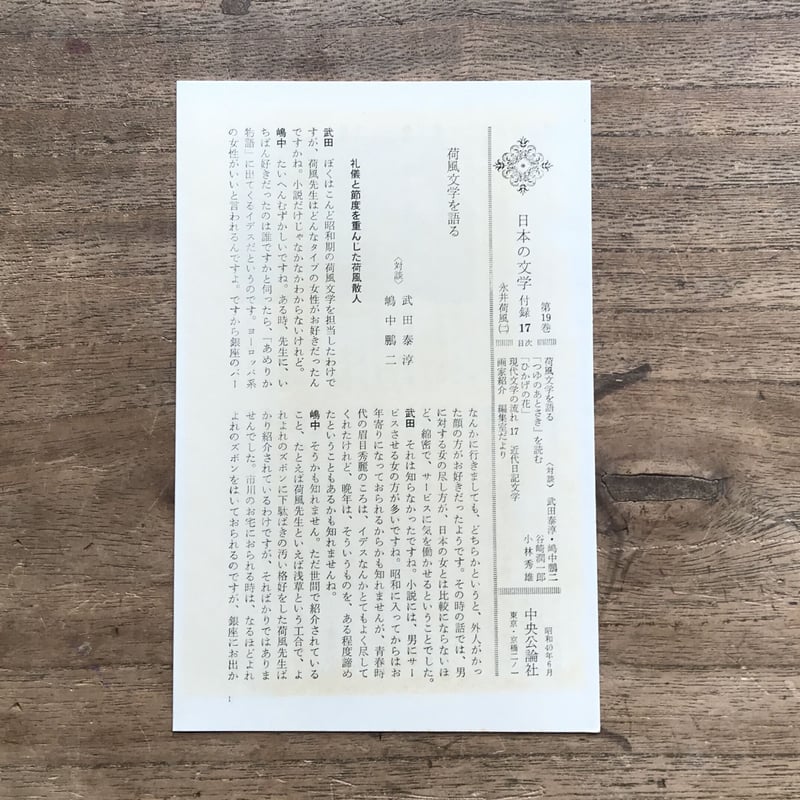 日本の文学 付録 17
第19巻
永井荷風(二)
目次
荷風文学を語る 〈対談〉 武田泰淳・嶋中鵬二
「つゆのあとさき」を読む 谷崎潤一郎
「ひかげの花」 小林秀雄
現代文学の流れ 17 近代日記文学
画家紹介 編集室だより
昭和40年6月
中央公論社
東京・京橋二ノ一
荷風文学を語る
〈対談〉
武田泰淳
嶋中鵬二
礼儀と節度を重んじた荷風散人
武田 ぼくはこんど昭和期の荷風文学を担当したわけで
すが、荷風先生はどんなタイプの女性がお好きだったん
ですかね。小説だけじゃなかなかわからないけれど。
嶋中 たいへんむずかしいですね。ある時、先生に、い
ちばん好きだったのは誰ですかと伺ったら、「あめりか
物語」に出てくるイデスだというのです。ヨーロッパ系
の女性がいいと言われるんですよ。ですから銀座のバー
なんかに行きましても、どちらかというと、外人がかっ
た顔の方がお好きだったようです。その時の話では、男
に対する女の尽し方が、日本の女とは比較にならないほ
ど、綿密で、サービスに気を働かせるということでした。
武田 それは知らなかったですね。小説には、男にサー
ビスさせる女の方が多いですね。昭和に入ってからはお
年寄りになっておられるからかも知れませんが、青春時
代の眉目秀麗のころは、イデスなんかとてもよく尽して
くれたけれど、晩年は、そういうものを、ある程度諦め
たということもあるかも知れませんね。
嶋中 そうかも知れません。ただ世間で紹介されている
こと、たとえば荷風先生といえば浅草という工合で、よ
れよれのズボンに下駄ばきの汚い格好をした荷風先生ば
かり紹介されているわけですが、そればかりではありま
せんでした。市川のお宅におられる時は、なるほどよれ
よれのズボンをはいておられるのですが、銀座にお出か
1